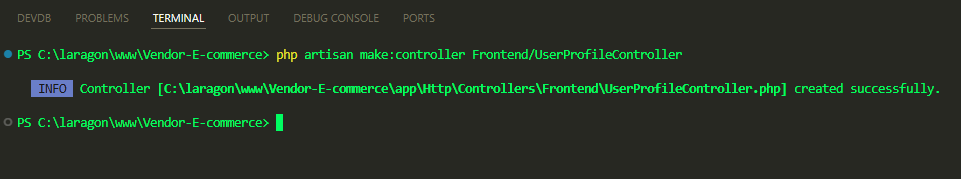 DEVDB PROBLEMS TERMINAL OUTPUT DEBUG CONSOLE PORTS
PS C:\laragon\www\Vendor-E-commerce> php artisan make:controller Frontend/UserProfileController
INFO Controller [C:\laragon\www\Vendor-E-commerce\app\Http\Controllers\Frontend\UserProfileController.php] created successfully.
PS C:\laragon\www\Vendor-E-commerce>